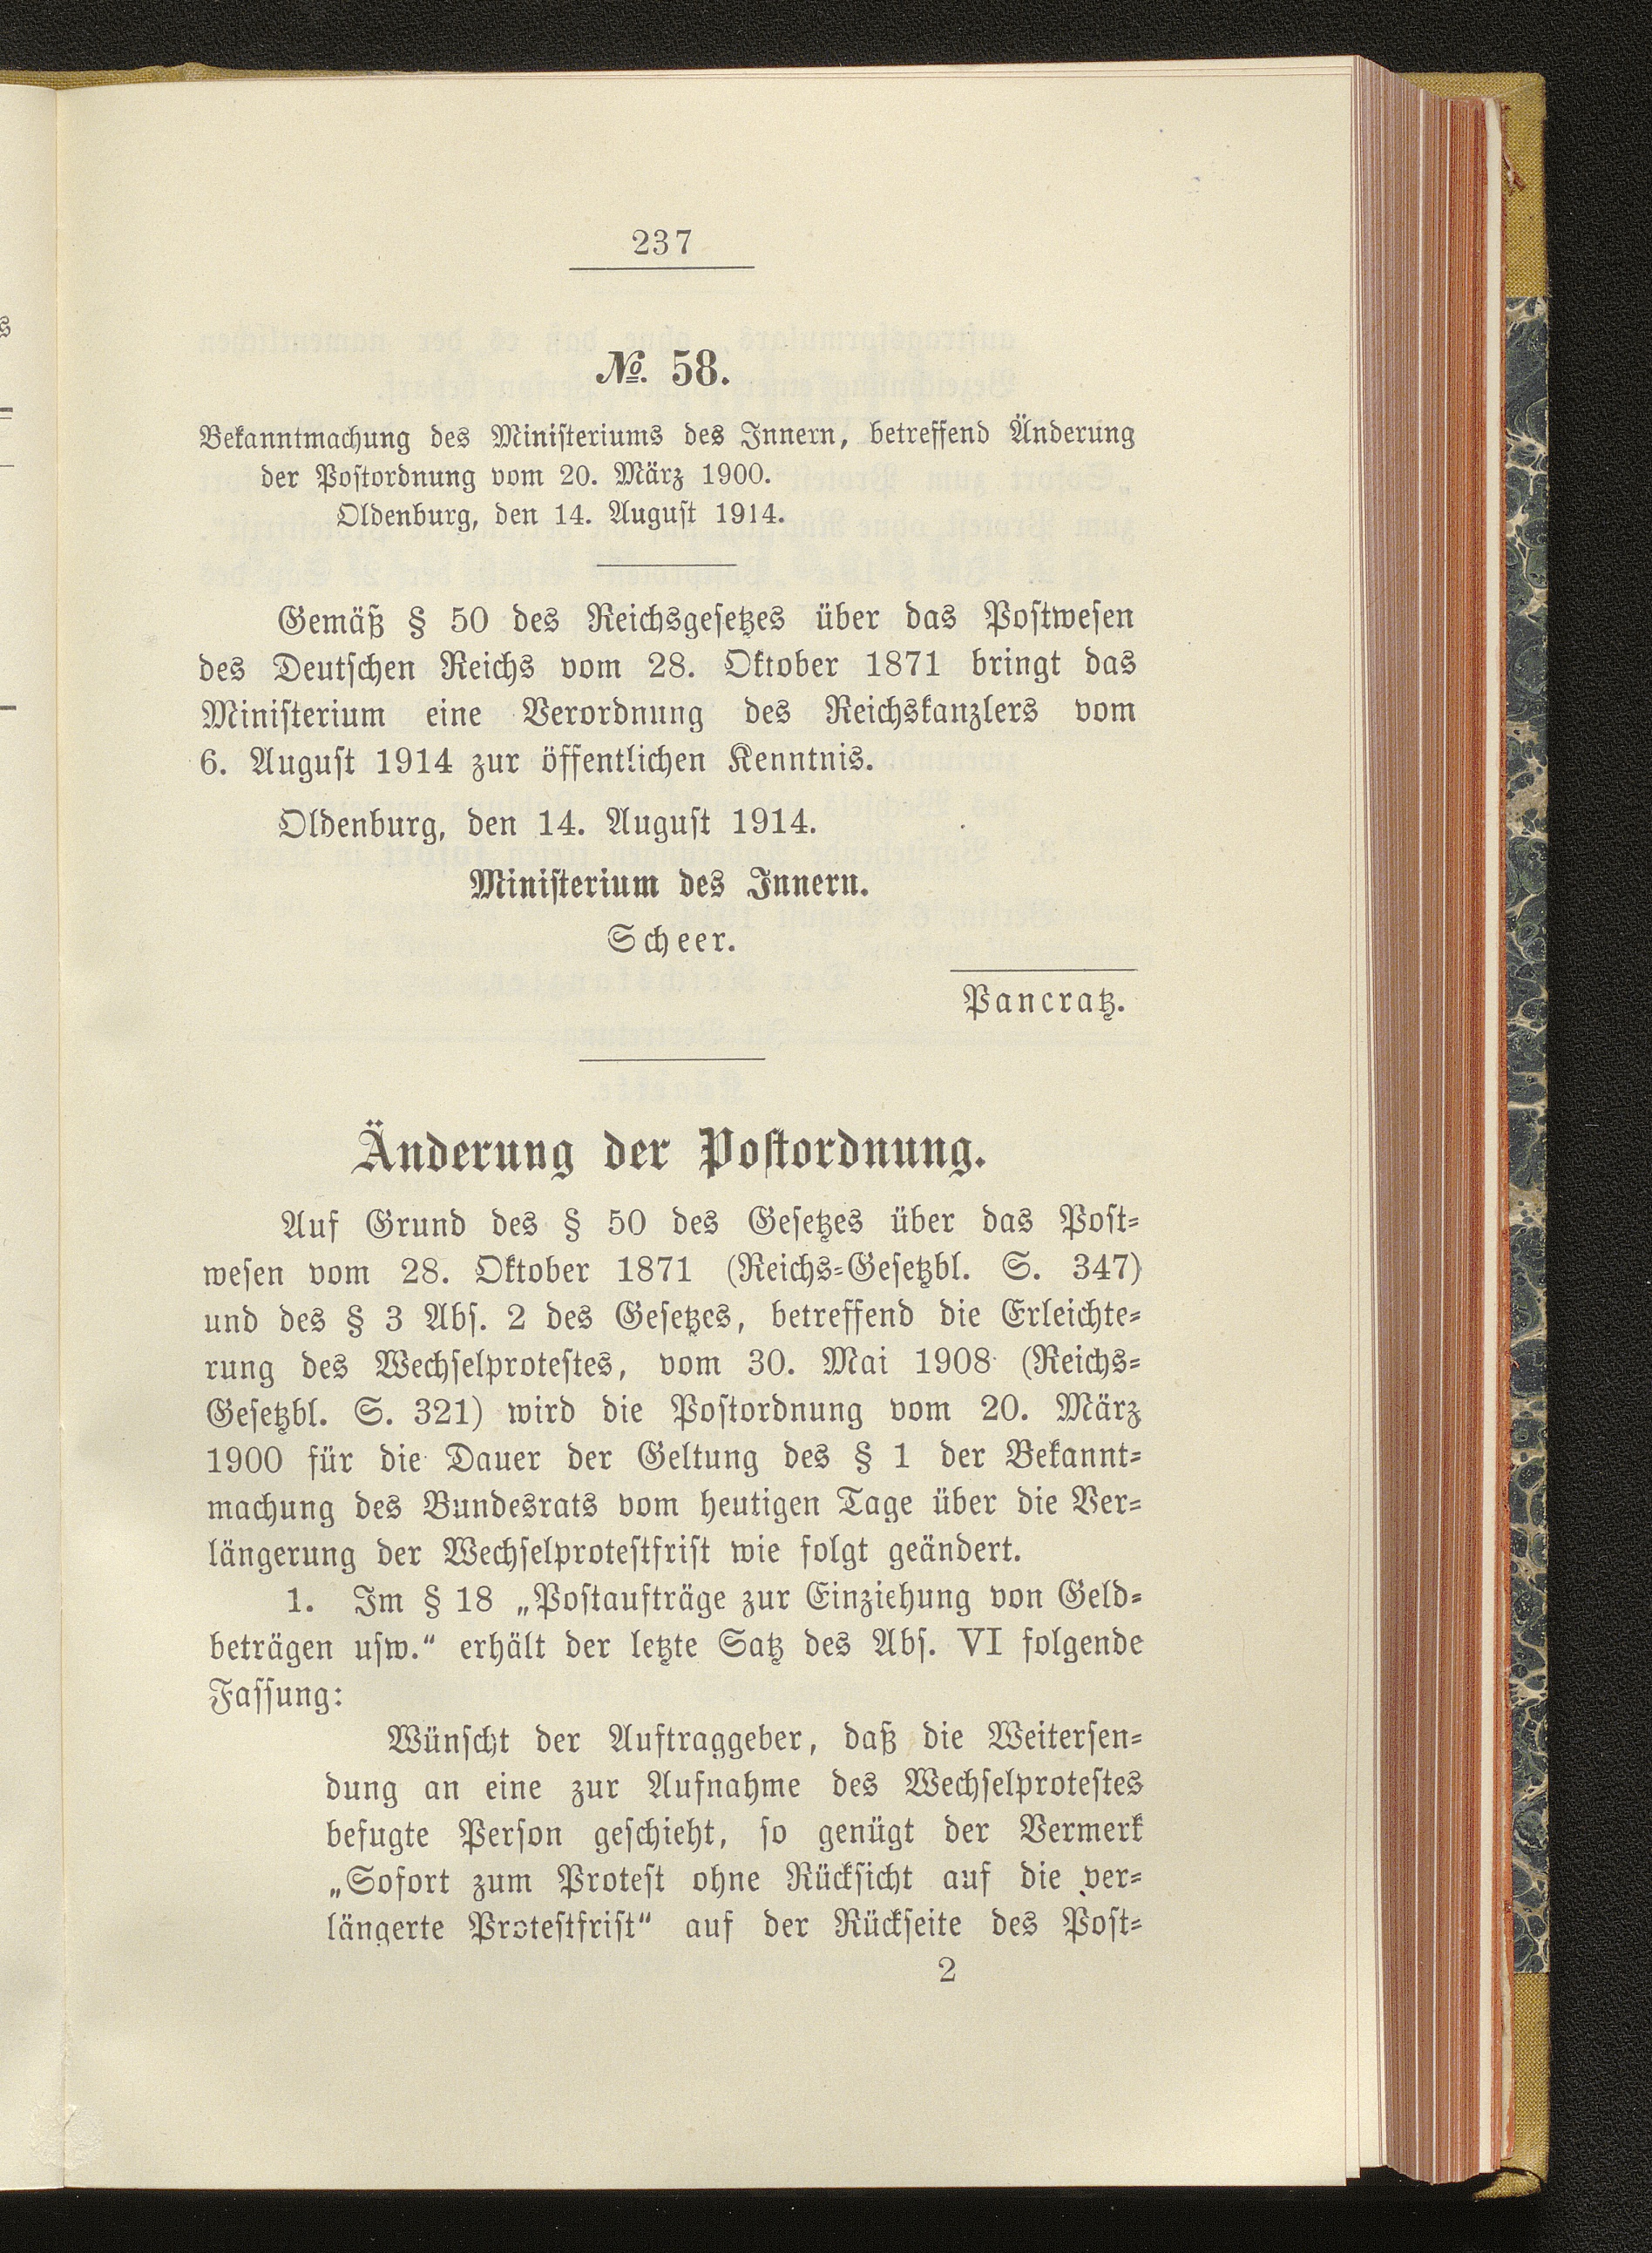 237
№. 58.
Bekanntmachung des Ministeriums des Innern, betreffend Änderung
der Postordnung vom 20. März 1900.
Oldenburg, den 14. August 1914.
Gemäß § 50 des Reichsgesetzes über das Postwesen
des Deutschen Reichs vom 28. Oktober 1871 bringt das
Ministerium eine Verordnung des Reichskanzlers vom
6. August 1914 zur öffentlichen Kenntnis.
Oldenburg, den 14. August 1914.
Ministerium des Innern.
Scheer.
Pancratz.
Änderung der Postordnung.
Auf Grund des § 50 des Gesetzes über das Post-
wesen vom 28. Oktober 1871 (Reichs-Gesetzbl. S. 347)
und des § 3 Abs. 2 des Gesetzes, betreffend die Erleichte-
rung des Wechselprotestes, vom 30. Mai 1908 (Reichs-
Gesetzbl. S. 321) wird die Postordnung vom 20. März
1900 für die Dauer der Geltung des § 1 der Bekannt-
machung des Bundesrats vom heutigen Tage über die Ver-
längerung der Wechselprotestfrist wie folgt geändert.
1. Im § 18 „Postaufträge zur Einziehung von Geld-
beträgen usw.“ erhält der letzte Satz des Abs. VI folgende
Fassung:
Wünscht der Auftraggeber, daß die Weitersen-
dung an eine zur Aufnahme des Wechselprotestes
befugte Person geschieht, so genügt der Vermerk
„Sofort zum Protest ohne Rücksicht auf die ver-
längerte Protestfrist“ auf der Rückseite des Post-
2